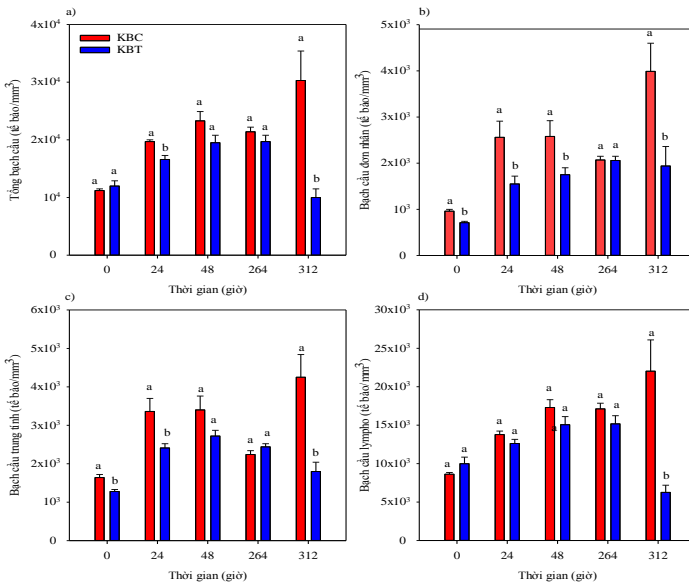 a)
KBC
KBT
Tổng bạch cầu (tế bào/mm³)
4x10⁴
3x10⁴
2x10⁴
10⁴
0
a a a b a a a a a b
0 24 48 264 312
Thời gian (giờ)
b)
Bạch cầu đơn nhân (tế bào/mm³)
5x10³
4x10³
3x10³
2x10³
1x10³
0
a b a b a b a a a b
0 24 48 264 312
Thời gian (giờ)
c)
Bạch cầu trung tính (tế bào/mm³)
6x10³
5x10³
4x10³
3x10³
2x10³
1x10³
0
a b a b a a a a a b
0 24 48 264 312
Thời gian (giờ)
d)
Bạch cầu lympho (tế bào/mm³)
25x10³
20x10³
15x10³
10x10³
5x10³
0
a a a a a a a a a a b
0 24 48 264 312
Thời gian (giờ)